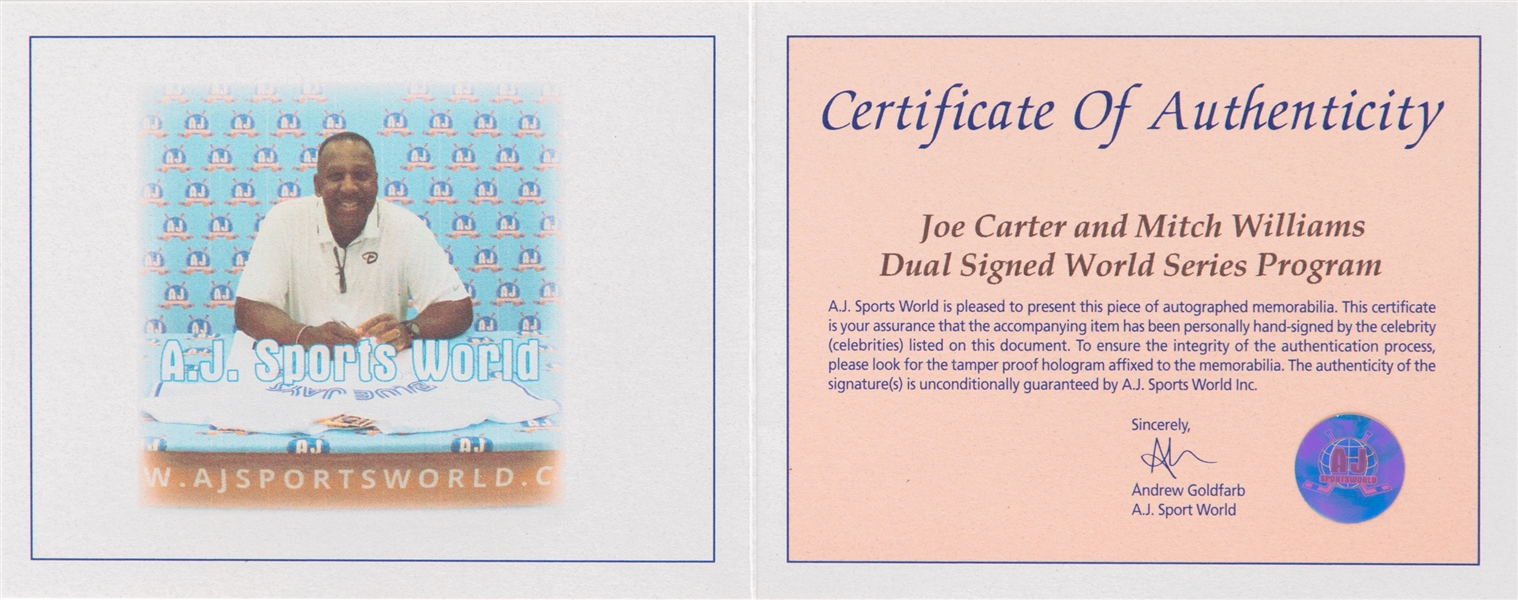 A.J. Sports World
BLUE JAYS
AJ AJ
W.AJSPORTSWORLD.C
Certificate Of Authenticity
Joe Carter and Mitch Williams
Dual Signed World Series Program
A.J. Sports World is pleased to present this piece of autographed memorabilia. This certificate
is your assurance that the accompanying item has been personally hand-signed by the celebrity
(celebrities) listed on this document. To ensure the integrity of the authentication process,
please look for the tamper proof hologram affixed to the memorabilia. The authenticity of the
signature(s) is unconditionally guaranteed by A.J. Sports World Inc.
Sincerely,
Andrew Goldfarb
A.J. Sport World
AJ
SPORTSWORLD